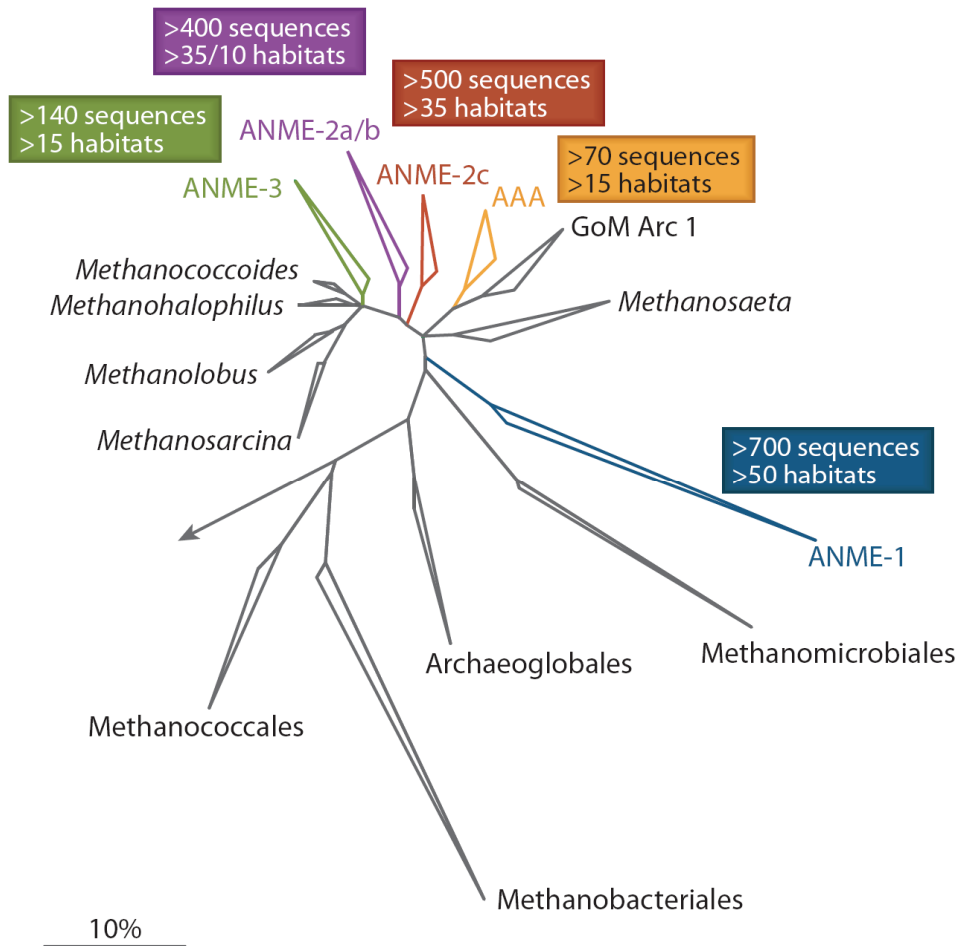 >400 sequences
>35/10 habitats
>500 sequences
>35 habitats
>140 sequences
>15 habitats
ANME-2a/b
>70 sequences
>15 habitats
ANME-3
ANME-2c
AAA
GoM Arc 1
Methanococcoides
Methanohalophilus
Methanosaeta
Methanolobus
Methanosarcina
>700 sequences
>50 habitats
ANME-1
Methanomicrobiales
Archaeoglobales
Methanococcales
Methanobacteriales
10%